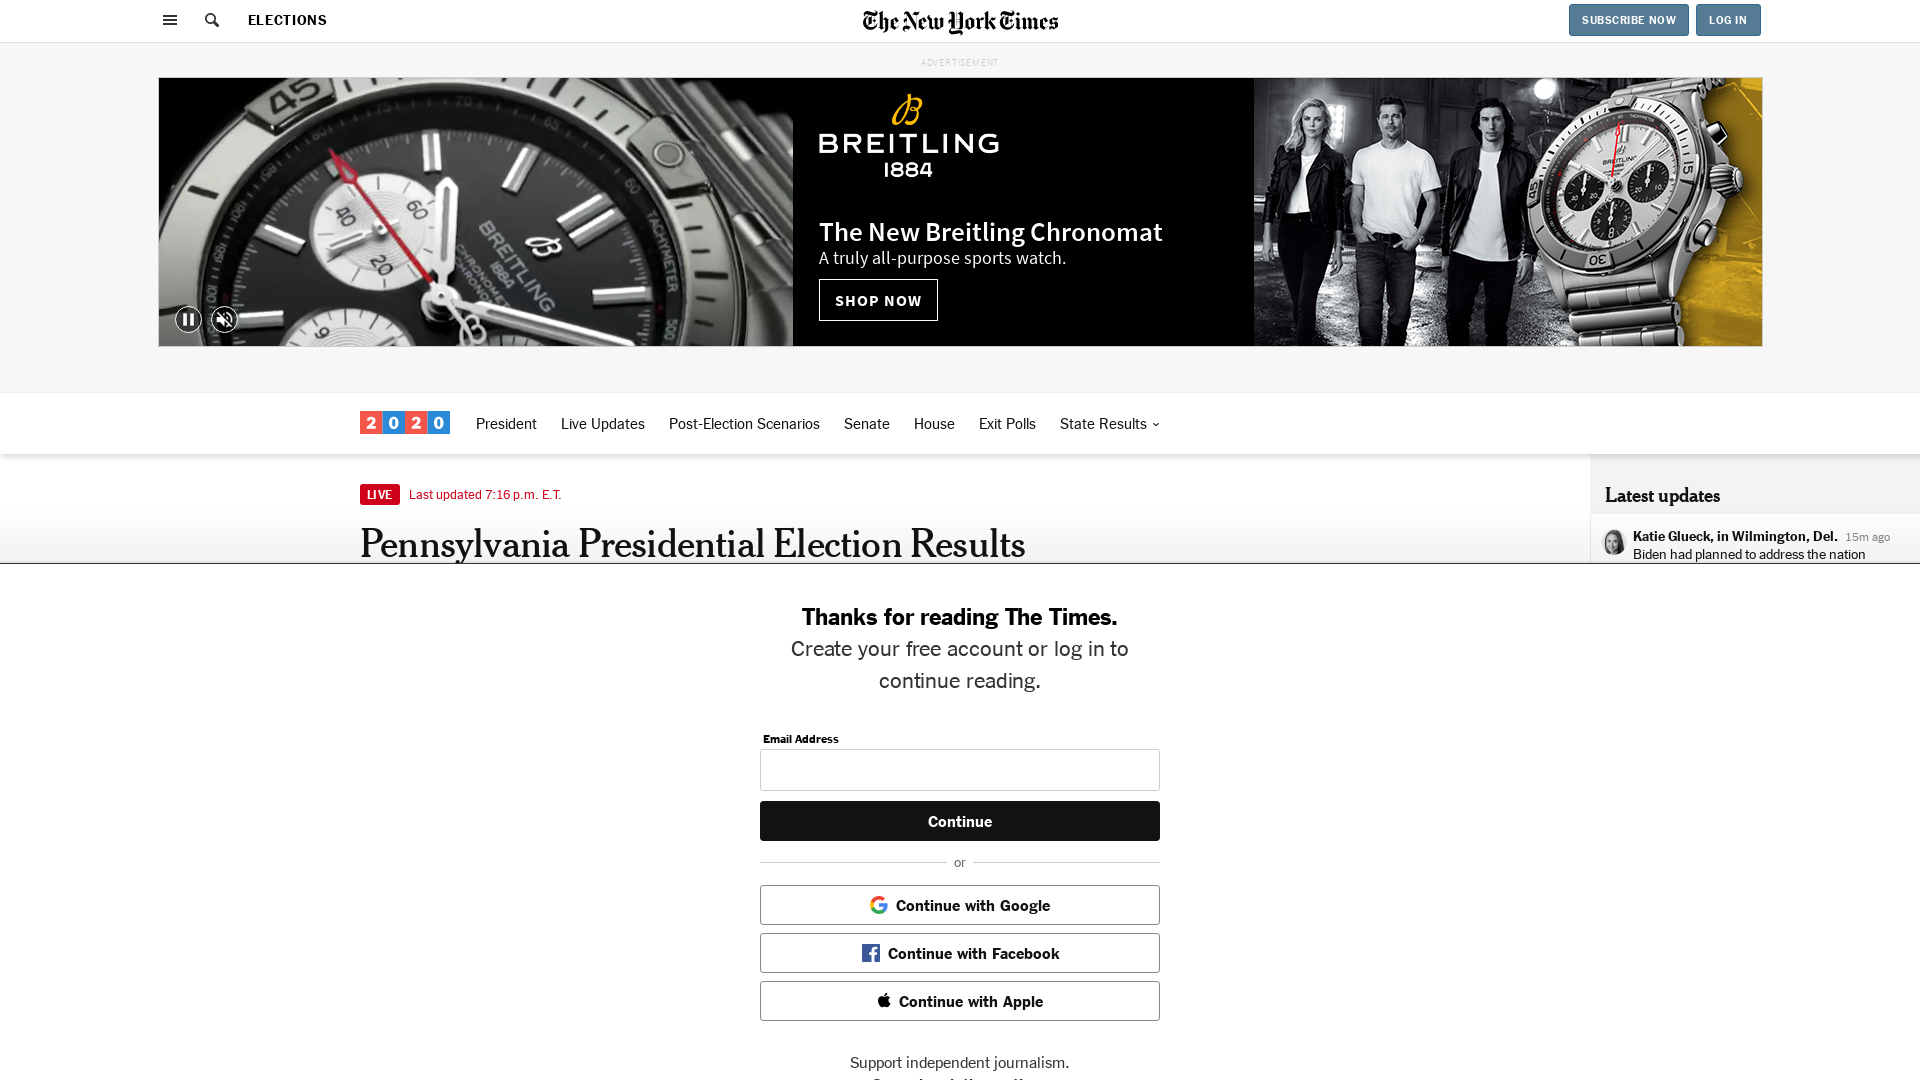 ELECTIONS
The New York Times
SUBSCRIBE NOW
LOG IN
ADVERTISEMENT
BREITLING
1884
The New Breitling Chronomat
A truly all-purpose sports watch.
SHOP NOW
45
60
40
20
BREITLING
1884
TACHYMETER
2020
President
Live Updates
Post-Election Scenarios
Senate
House
Exit Polls
State Results
LIVE
Last updated 7:16 p.m. E.T.
Pennsylvania Presidential Election Results
Latest updates
Katie Glueck, in Wilmington, Del. 15m ago
Biden had planned to address the nation
Thanks for reading The Times.
Create your free account or log in to
continue reading.
Email Address
Continue
or
Continue with Google
Continue with Facebook
Continue with Apple
Support independent journalism.